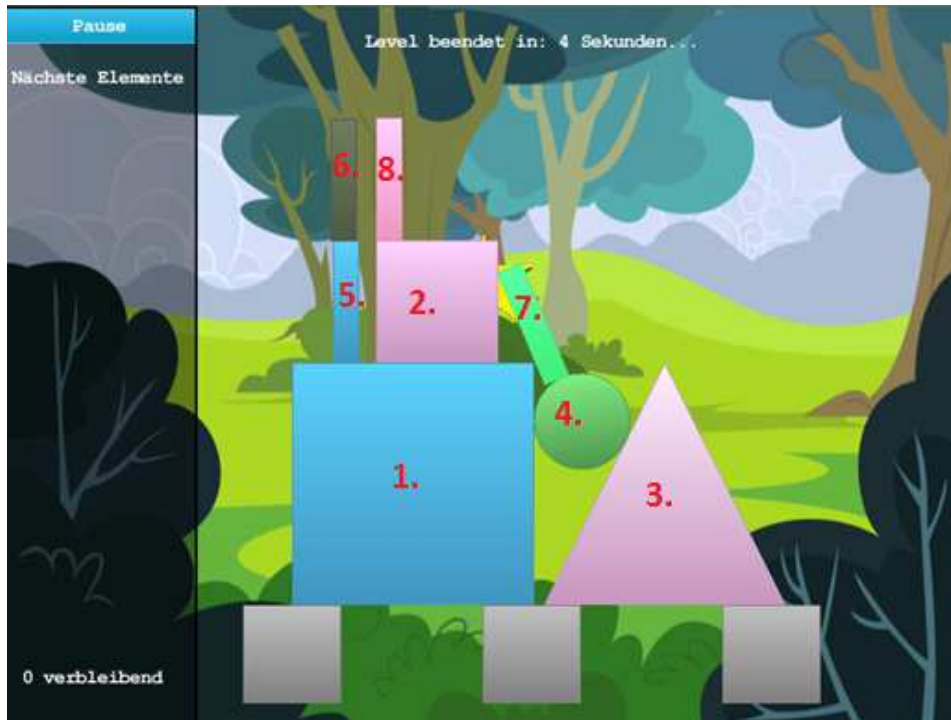 Pause
Level beendet in: 4 Sekunden...
Nächste Elemente
6.
8.
5.
2.
7.
4.
1.
3.
0 verbleibend